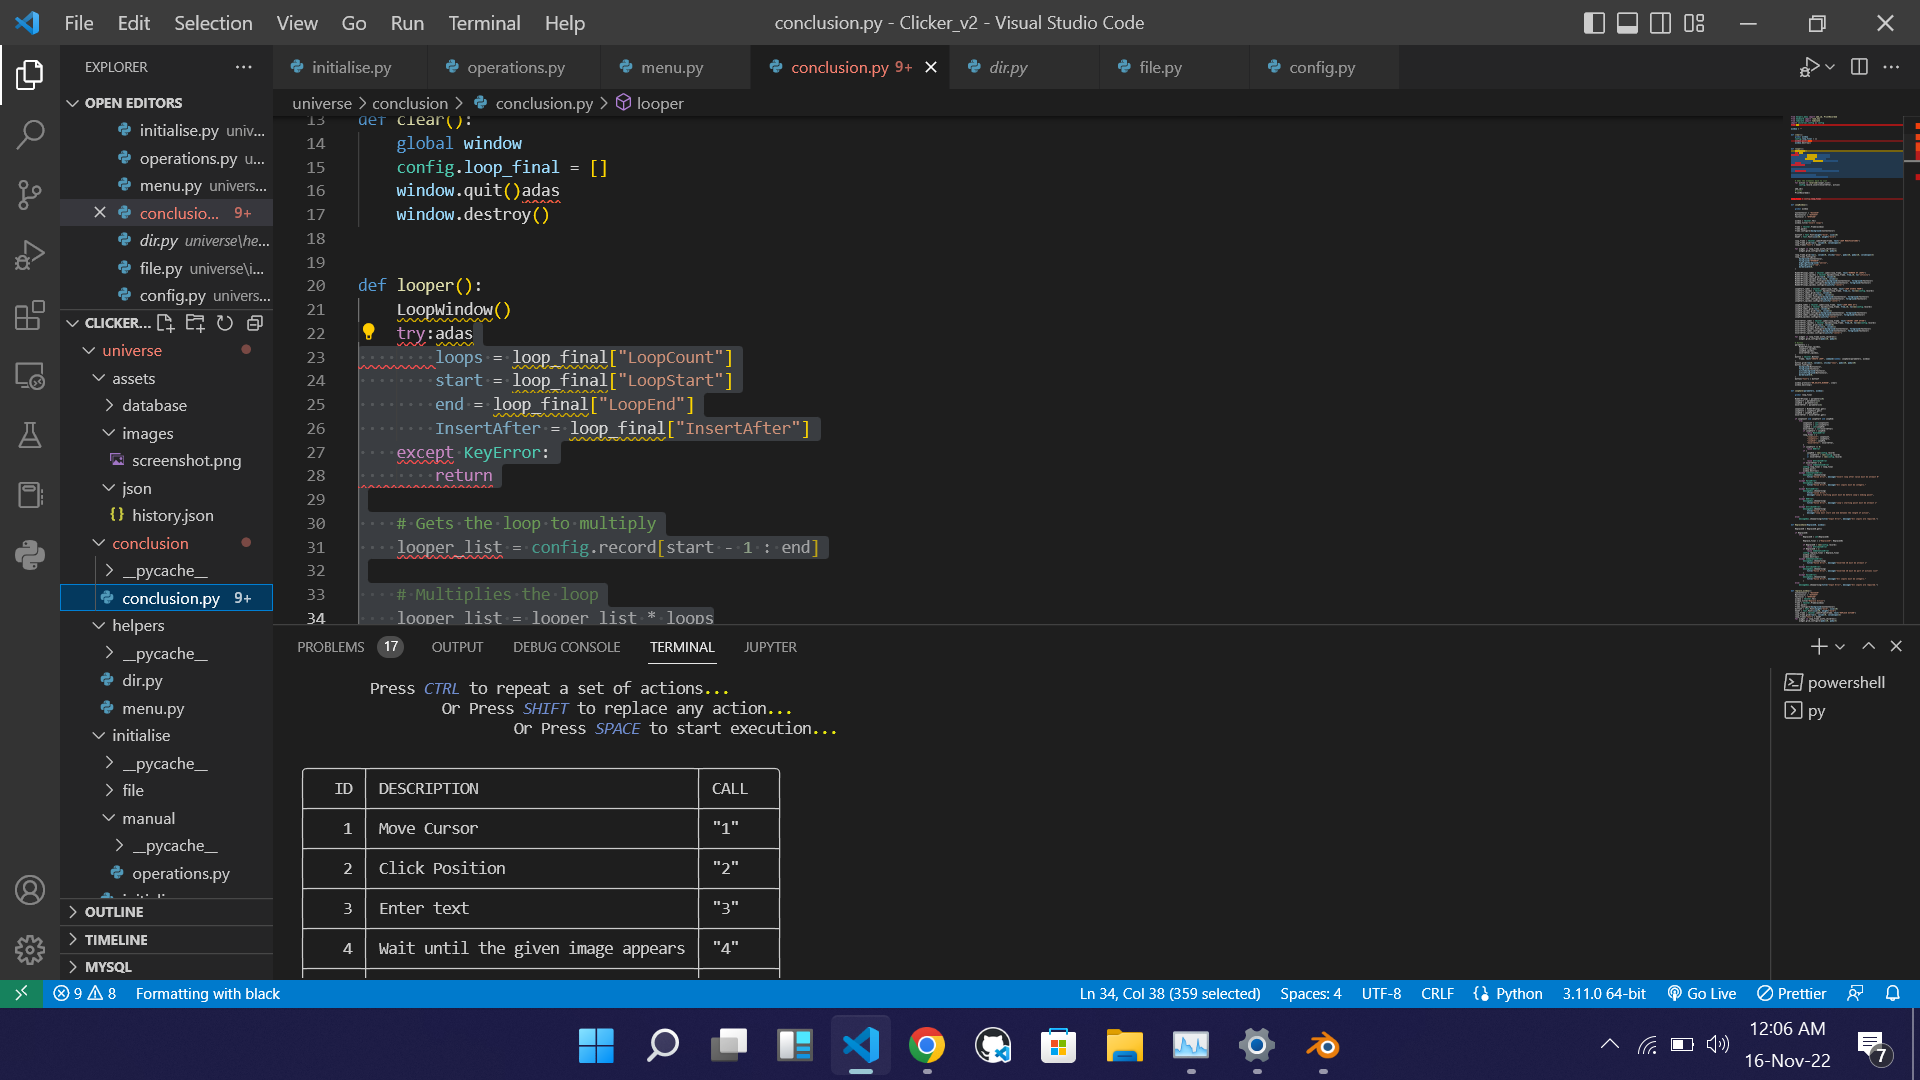 File Edit Selection View Go Run Terminal Help
conclusion.py - Clicker_v2 - Visual Studio Code
EXPLORER
OPEN EDITORS
initialise.py univ...
operations.py u...
menu.py univers...
conclusio... 9+
dir.py universe\he...
file.py universe\i...
config.py univers...
CLICKER...
universe
assets
database
images
screenshot.png
json
history.json
conclusion
__pycache__
conclusion.py 9+
helpers
__pycache__
dir.py
menu.py
initialise
__pycache__
file
manual
__pycache__
operations.py
OUTLINE
TIMELINE
MYSQL
initialise.py operations.py menu.py conclusion.py 9+ dir.py file.py config.py
universe > conclusion > conclusion.py > looper
13 def clear():
14 global window
15 config.loop_final = []
16 window.quit()adas
17 window.destroy()
18
19
20 def looper():
21 LoopWindow()
22 try:adas
23 loops = loop_final["LoopCount"]
24 start = loop_final["LoopStart"]
25 end = loop_final["LoopEnd"]
26 InsertAfter = loop_final["InsertAfter"]
27 except KeyError:
28 return
29
30 # Gets the loop to multiply
31 looper_list = config.record[start - 1 : end]
32
33 # Multiplies the loop
34 looper_list = looper_list * loops
PROBLEMS 17 OUTPUT DEBUG CONSOLE TERMINAL JUPYTER
Press CTRL to repeat a set of actions...
Or Press SHIFT to replace any action...
Or Press SPACE to start execution...
ID DESCRIPTION CALL
1 Move Cursor "1"
2 Click Position "2"
3 Enter text "3"
4 Wait until the given image appears "4"
powershell
py
9 8 Formatting with black
Ln 34, Col 38 (359 selected) Spaces: 4 UTF-8 CRLF Python 3.11.0 64-bit Go Live Prettier
12:06 AM
16-Nov-22
7